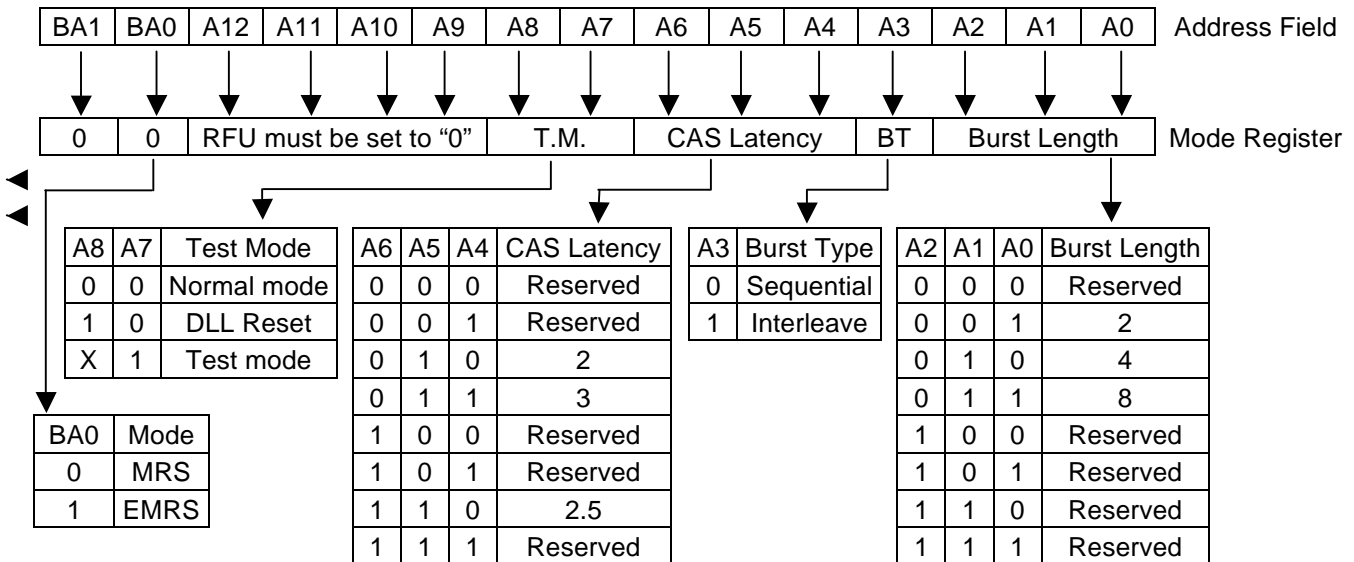 BA1 BA0 A12 A11 A10 A9 A8 A7 A6 A5 A4 A3 A2 A1 A0 Address Field
0 0 RFU must be set to “0” T.M. CAS Latency BT Burst Length Mode Register
A8 A7 Test Mode
0 0 Normal mode
1 0 DLL Reset
X 1 Test mode
A6 A5 A4 CAS Latency
0 0 0 Reserved
0 0 1 Reserved
0 1 0 2
0 1 1 3
1 0 0 Reserved
1 0 1 Reserved
1 1 0 2.5
1 1 1 Reserved
A3 Burst Type
0 Sequential
1 Interleave
A2 A1 A0 Burst Length
0 0 0 Reserved
0 0 1 2
0 1 0 4
0 1 1 8
1 0 0 Reserved
1 0 1 Reserved
1 1 0 Reserved
1 1 1 Reserved
BA0 Mode
0 MRS
1 EMRS